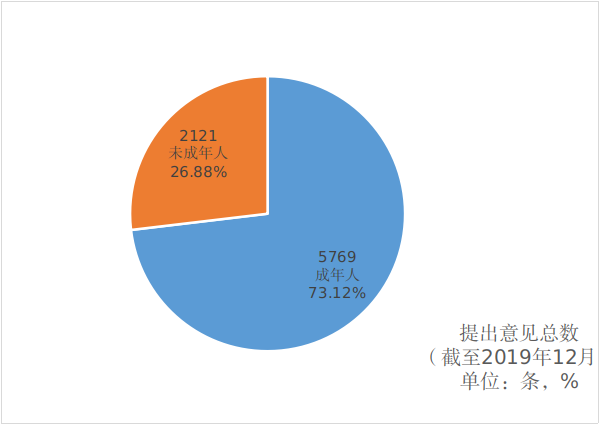 2121
未成年人
26.88%
5769
成年人
73.12%
提出意见总数
（截至2019年12月
单位：条，%